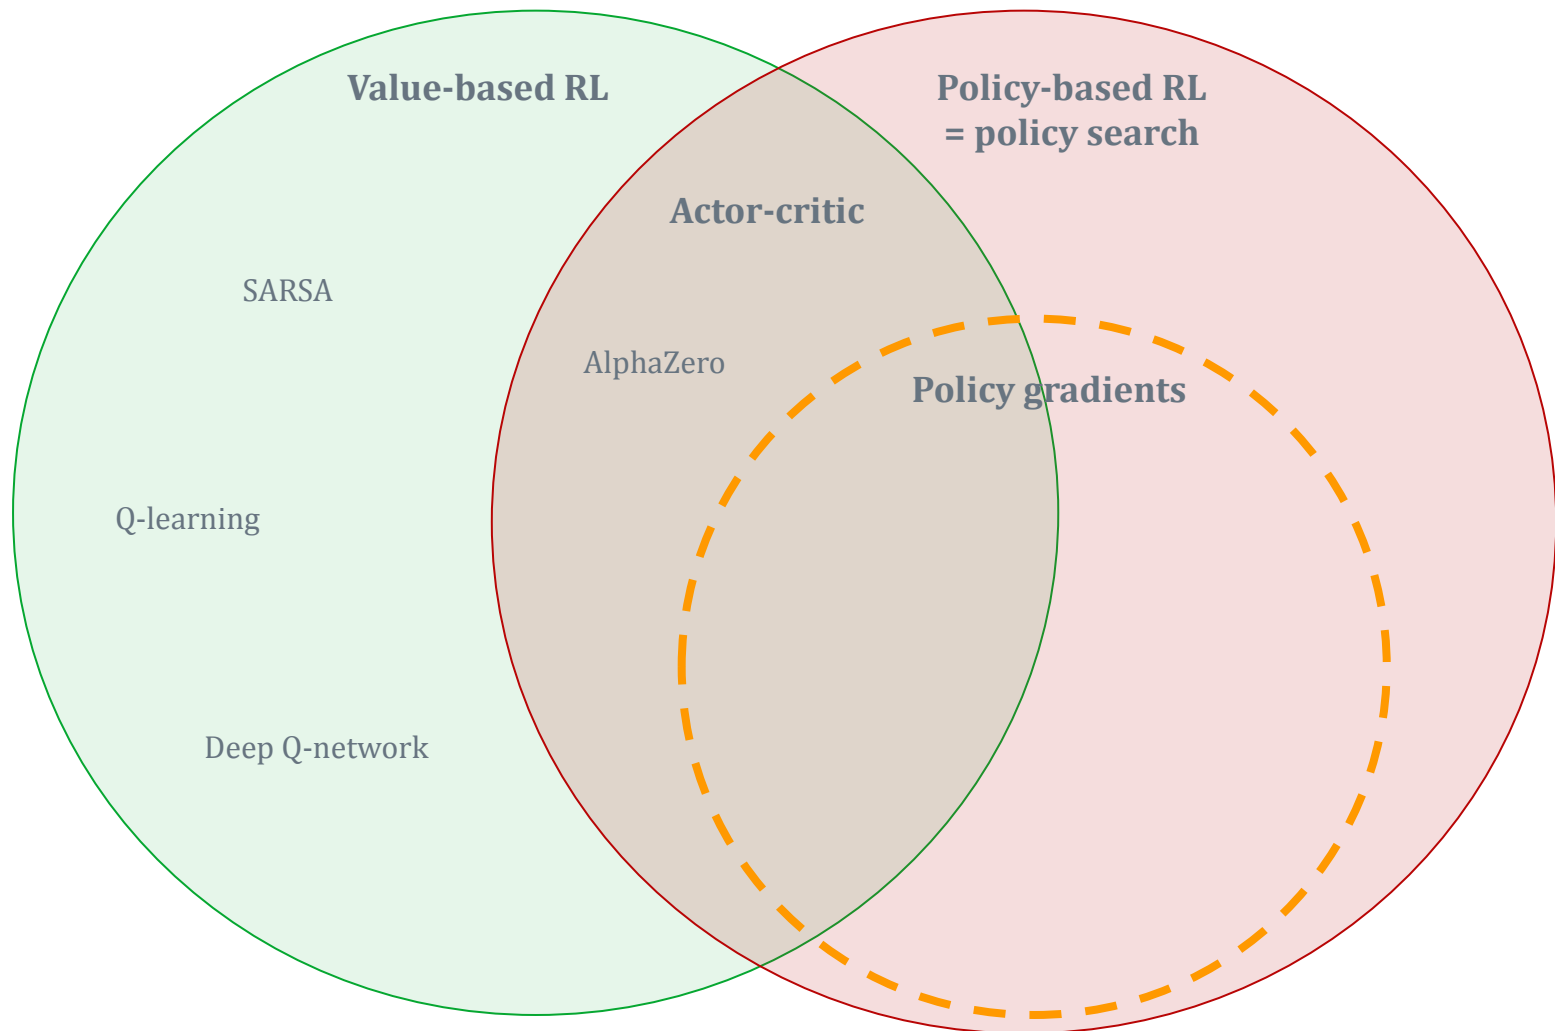 Value-based RL
Policy-based RL
= policy search
Actor-critic
SARSA
AlphaZero
Policy gradients
Q-learning
Deep Q-network